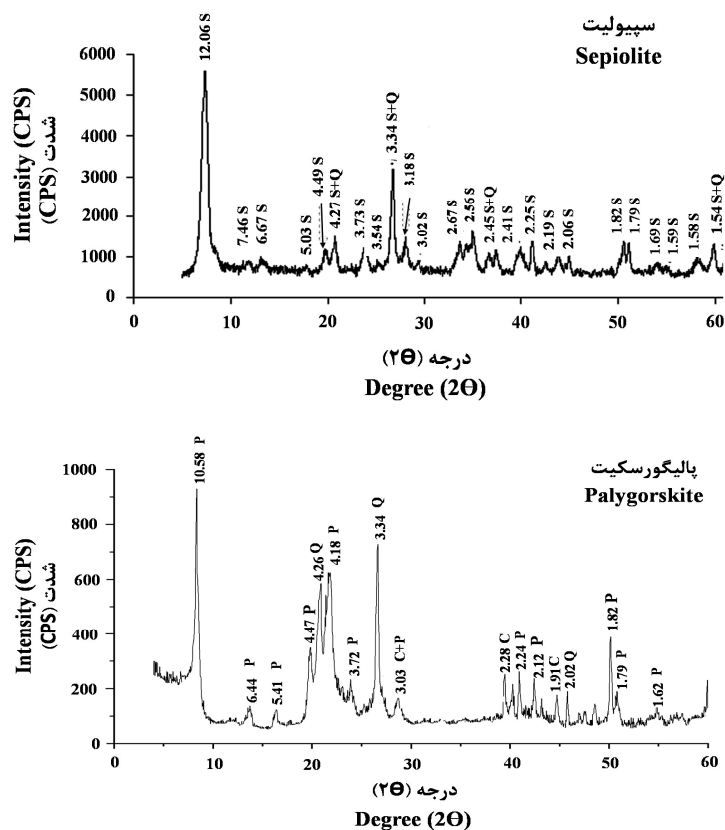 سپیولیت
Sepiolite
Intensity (CPS)
شدت (CPS)
6000
5000
4000
3000
2000
1000
0
12.06 S
7.46 S
6.67 S
5.03 S
4.49 S
4.27 S+Q
3.73 S
3.54 S
3.34 S+Q
3.18 S
3.02 S
2.67 S
2.56 S
2.45 S+Q
2.41 S
2.25 S
2.19 S
2.06 S
1.82 S
1.79 S
1.69 S
1.59 S
1.58 S
1.54 S+Q
0 10 20 30 40 50 60
درجه (۲Ɵ)
Degree (2Ɵ)
پالیگورسکیت
Palygorskite
Intensity (CPS)
شدت (CPS)
1000
800
600
400
200
0
10.58 P
6.44 P
5.41 P
4.47 P
4.26 Q
4.18 P
3.72 P
3.34 Q
3.03 C+P
2.28 C
2.24 P
2.12 P
1.91 C
2.02 Q
1.82 P
1.79 P
1.62 P
0 10 20 30 40 50 60
درجه (۲Ɵ)
Degree (2Ɵ)